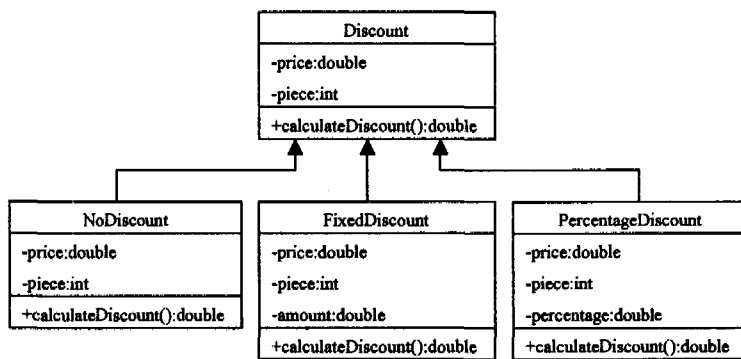 Discount
-price:double
-piece:int
+calculateDiscount():double
NoDiscount
-price:double
-piece:int
+calculateDiscount():double
FixedDiscount
-price:double
-piece:int
-amount:double
+calculateDiscount():double
PercentageDiscount
-price:double
-piece:int
-percentage:double
+calculateDiscount():double